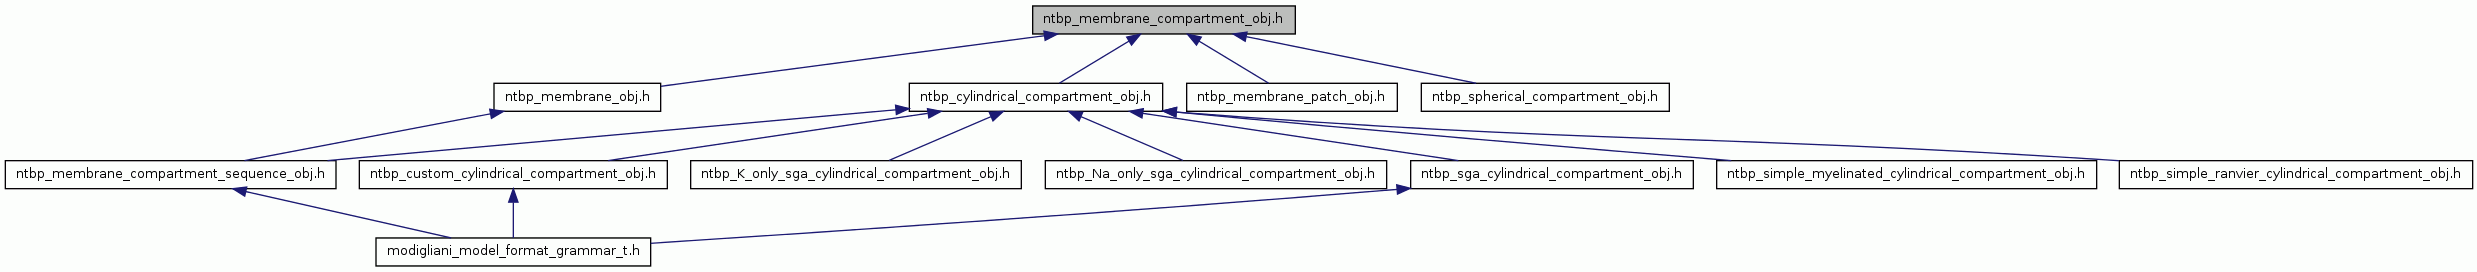 ntbp_membrane_compartment_obj.h
ntbp_membrane_obj.h
ntbp_cylindrical_compartment_obj.h
ntbp_membrane_patch_obj.h
ntbp_spherical_compartment_obj.h
ntbp_membrane_compartment_sequence_obj.h
ntbp_custom_cylindrical_compartment_obj.h
ntbp_K_only_sga_cylindrical_compartment_obj.h
ntbp_Na_only_sga_cylindrical_compartment_obj.h
ntbp_sga_cylindrical_compartment_obj.h
ntbp_simple_myelinated_cylindrical_compartment_obj.h
ntbp_simple_ranvier_cylindrical_compartment_obj.h
modigliani_model_format_grammar_t.h